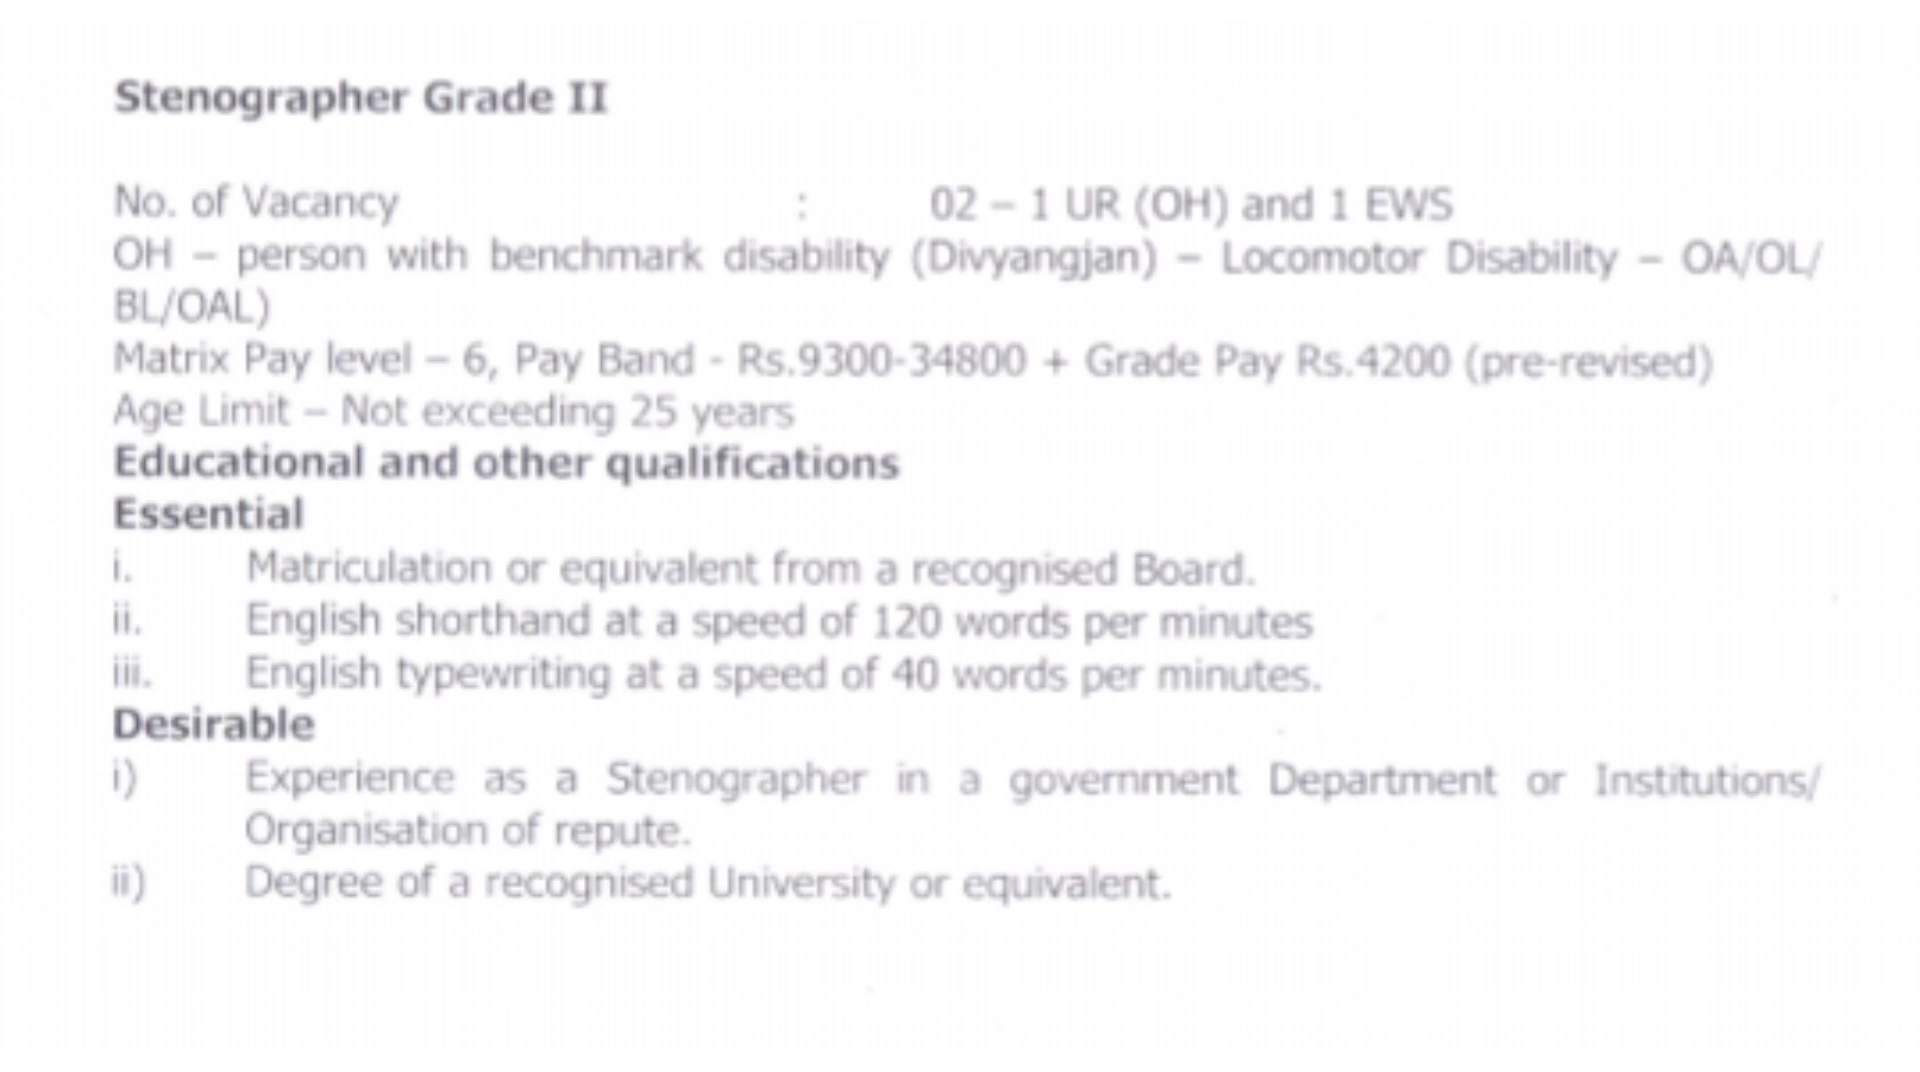 Stenographer Grade II
No. of Vacancy : 02 – 1 UR (OH) and 1 EWS
OH – person with benchmark disability (Divyangjan) – Locomotor Disability – OA/OL/
BL/OAL)
Matrix Pay level – 6, Pay Band - Rs.9300-34800 + Grade Pay Rs.4200 (pre-revised)
Age Limit – Not exceeding 25 years
Educational and other qualifications
Essential
i. Matriculation or equivalent from a recognised Board.
ii. English shorthand at a speed of 120 words per minutes
iii. English typewriting at a speed of 40 words per minutes.
Desirable
i) Experience as a Stenographer in a government Department or Institutions/
Organisation of repute.
ii) Degree of a recognised University or equivalent.